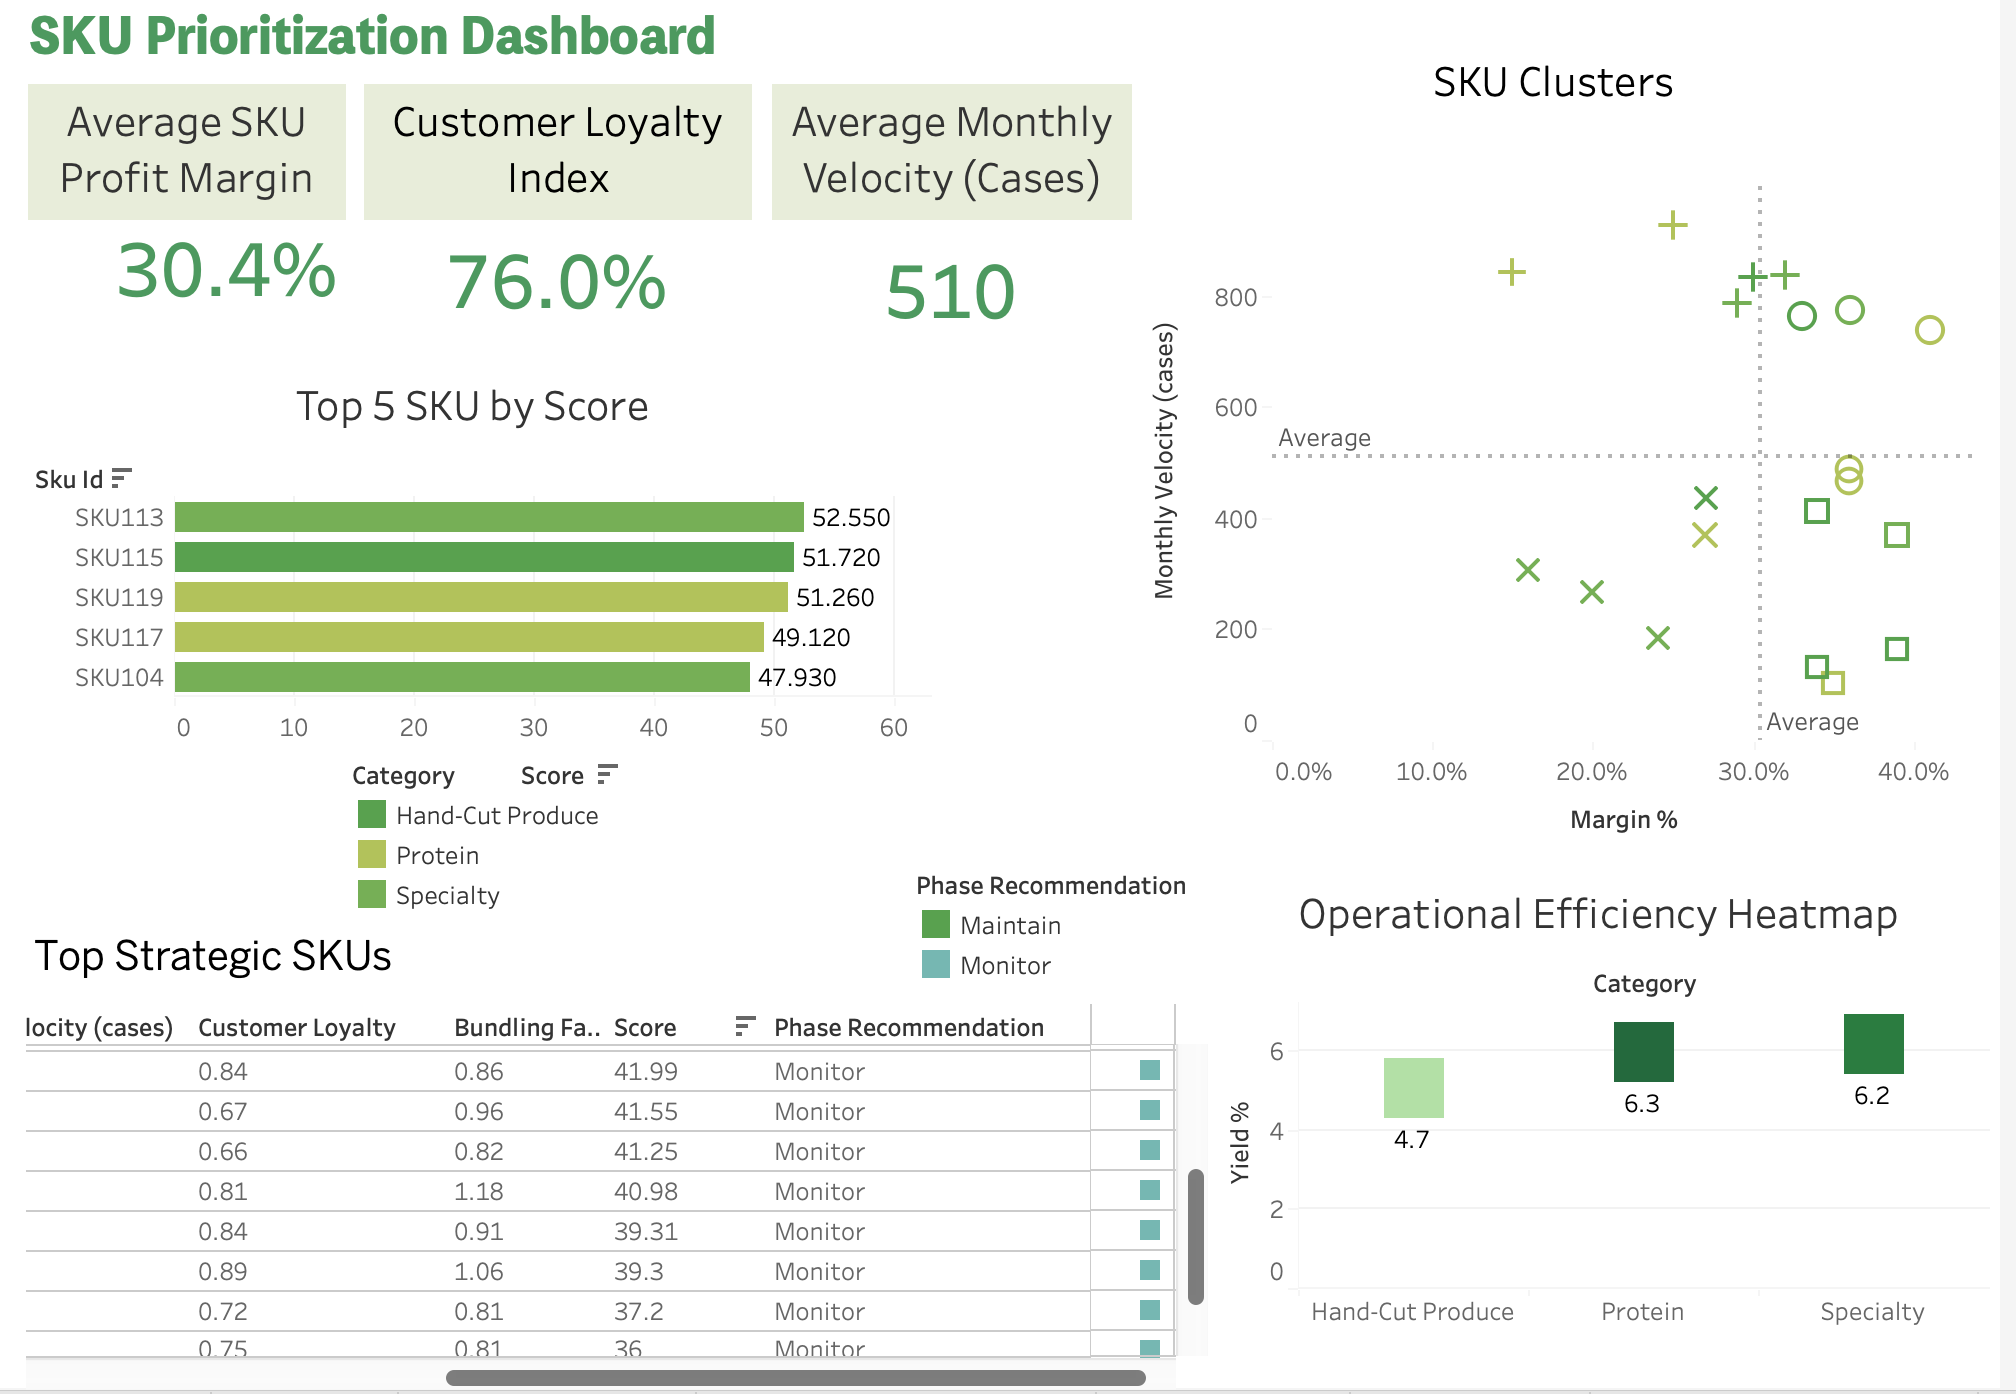 SKU Prioritization Dashboard
Average SKU
Profit Margin
30.4%
Customer Loyalty
Index
76.0%
Average Monthly
Velocity (Cases)
510
Top 5 SKU by Score
Sku Id
SKU113
52.550
SKU115
51.720
SKU119
51.260
SKU117
49.120
SKU104
47.930
0 10 20 30 40 50 60
Category
Hand-Cut Produce
Protein
Specialty
Score
SKU Clusters
Monthly Velocity (cases)
800
600
400
200
0
Average
Average
0.0% 10.0% 20.0% 30.0% 40.0%
Margin %
Phase Recommendation
Maintain
Monitor
Top Strategic SKUs
locity (cases) Customer Loyalty Bundling Fa.. Score Phase Recommendation
0.84 0.86 41.99 Monitor
0.67 0.96 41.55 Monitor
0.66 0.82 41.25 Monitor
0.81 1.18 40.98 Monitor
0.84 0.91 39.31 Monitor
0.89 1.06 39.3 Monitor
0.72 0.81 37.2 Monitor
0.75 0.81 36 Monitor
Operational Efficiency Heatmap
Category
Yield %
6
4
2
0
4.7
6.3
6.2
Hand-Cut Produce Protein Specialty